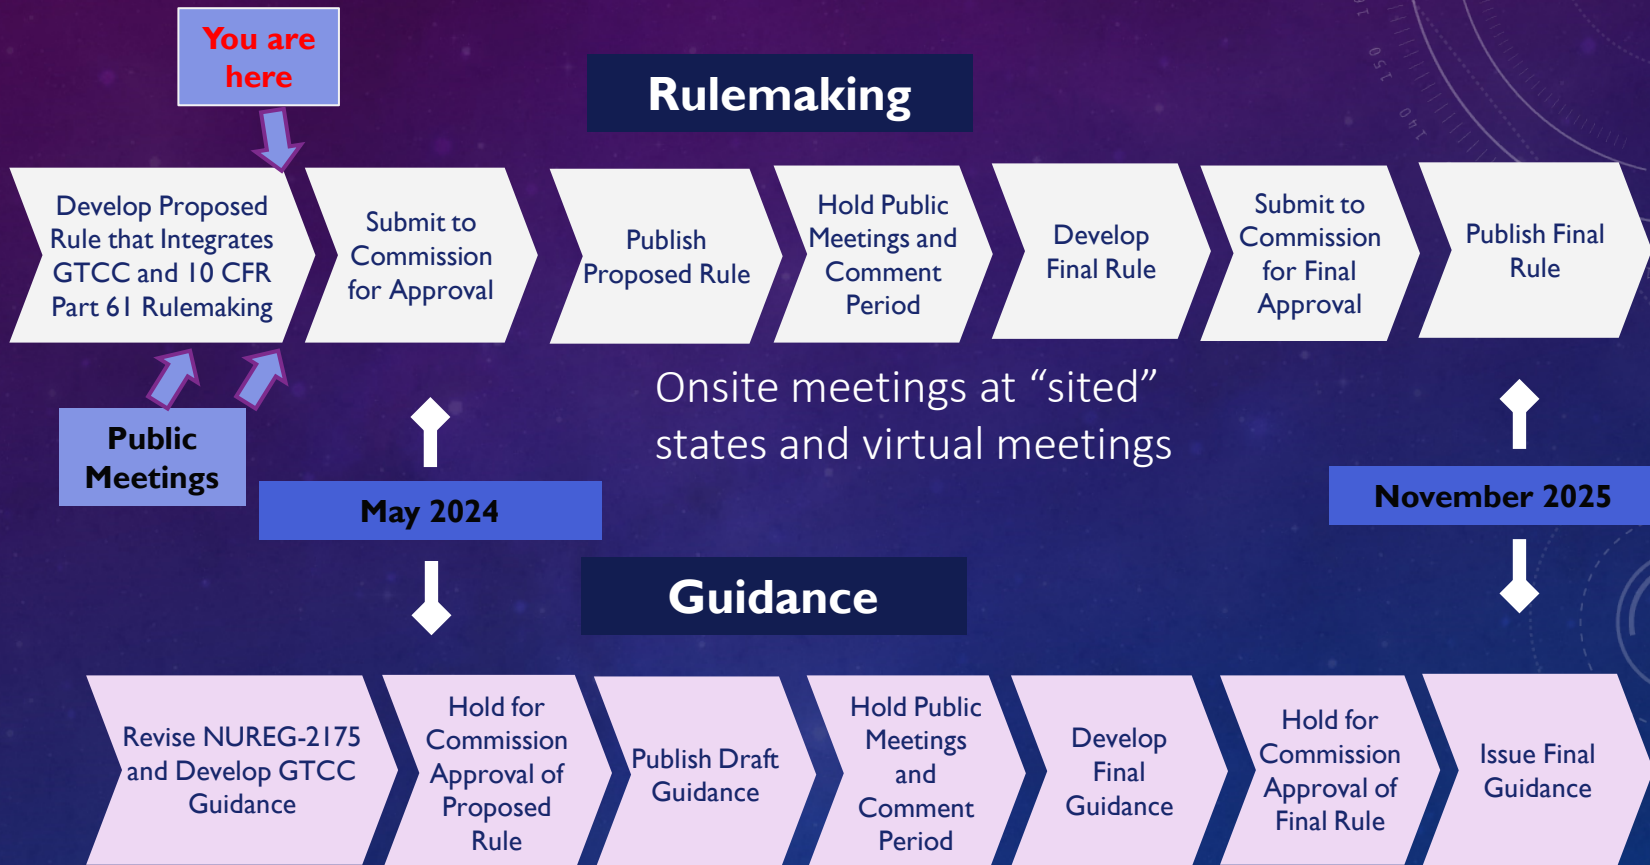 You are
here
Rulemaking
Develop Proposed
Rule that Integrates
GTCC and 10 CFR
Part 61 Rulemaking
Submit to
Commission
for Approval
Publish
Proposed Rule
Hold Public
Meetings and
Comment
Period
Develop
Final Rule
Submit to
Commission
for Final
Approval
Publish Final
Rule
Public
Meetings
Onsite meetings at “sited”
states and virtual meetings
May 2024
November 2025
Guidance
Revise NUREG-2175
and Develop GTCC
Guidance
Hold for
Commission
Approval of
Proposed
Rule
Publish Draft
Guidance
Hold Public
Meetings
and
Comment
Period
Develop
Final
Guidance
Hold for
Commission
Approval of
Final Rule
Issue Final
Guidance
150
140